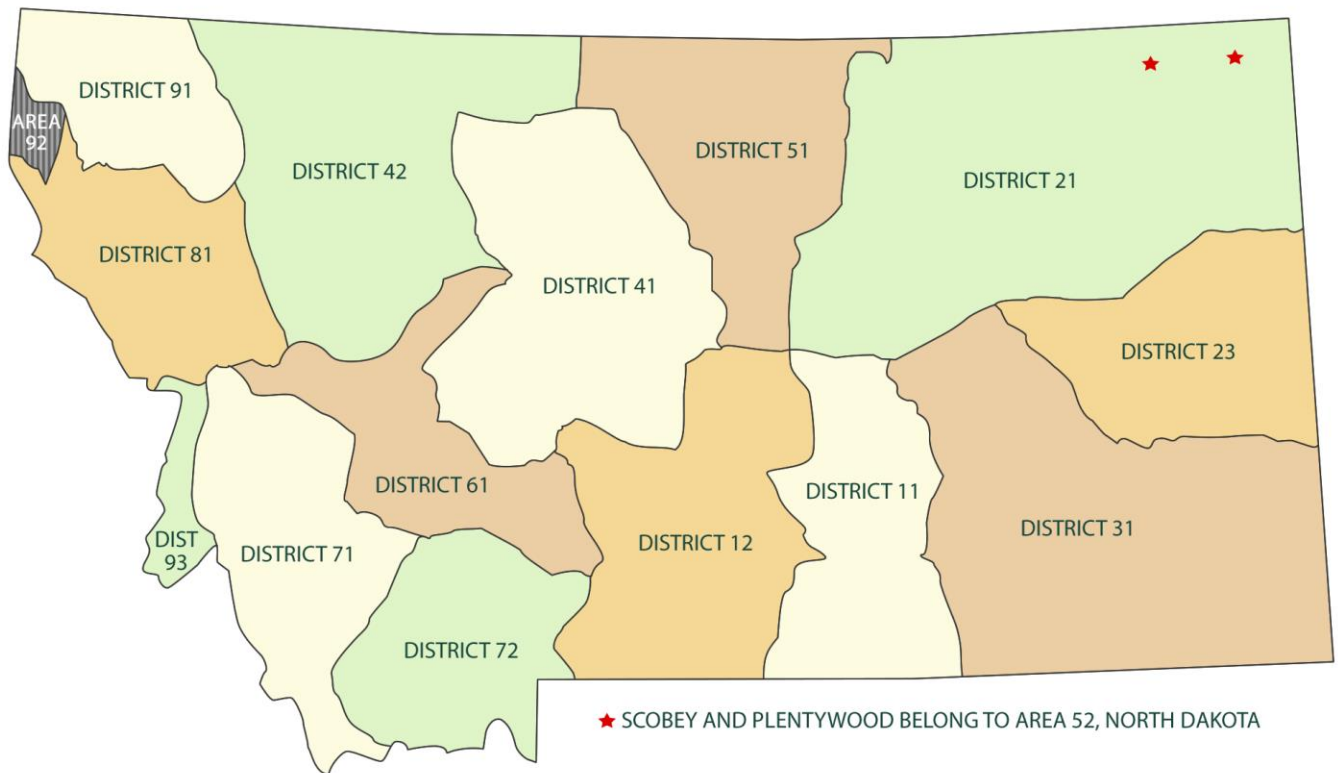 DISTRICT 91
AREA
92
DISTRICT 42
DISTRICT 51
DISTRICT 21
DISTRICT 81
DISTRICT 41
DISTRICT 23
DISTRICT 61
DISTRICT 11
DISTRICT 31
DIST
93
DISTRICT 71
DISTRICT 12
DISTRICT 72
SCOBEY AND PLENTYWOOD BELONG TO AREA 52, NORTH DAKOTA